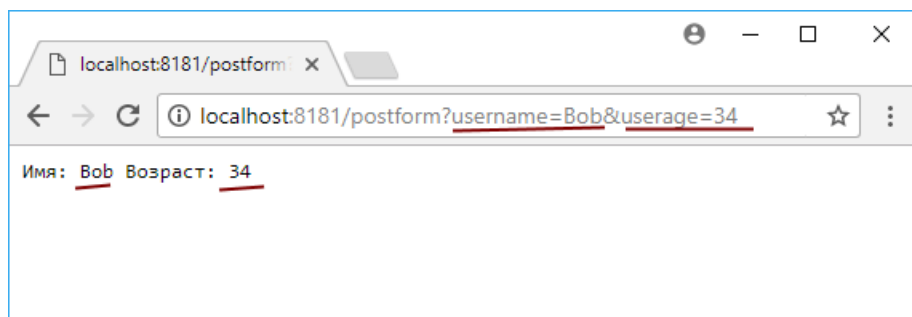 localhost:8181/postform
localhost:8181/postform?username=Bob&userage=34
Имя: Bob Возраст: 34